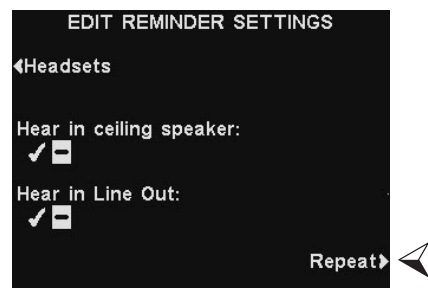 EDIT REMINDER SETTINGS
Headsets
Hear in ceiling speaker:
Hear in Line Out:
Repeat